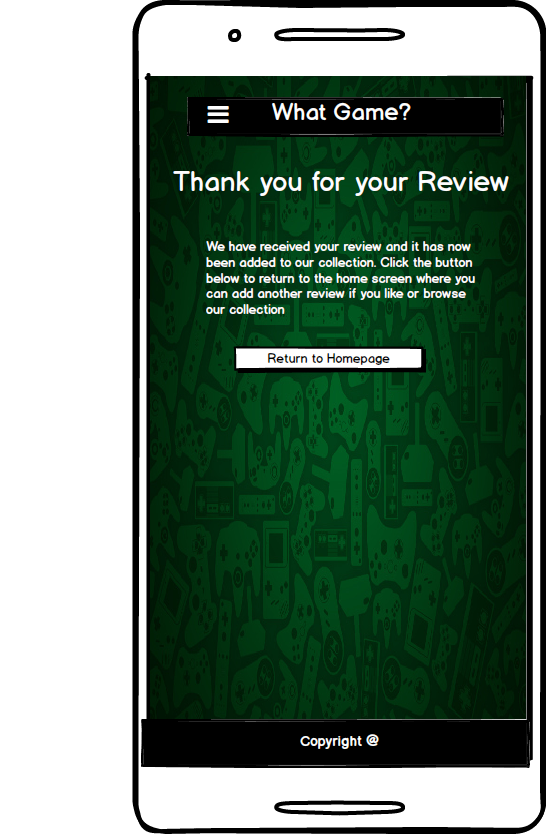 What Game?
Thank you for your Review
We have received your review and it has now
been added to our collection. Click the button
below to return to the home screen where you
can add another review if you like or browse
our collection
Return to Homepage
Copyright @